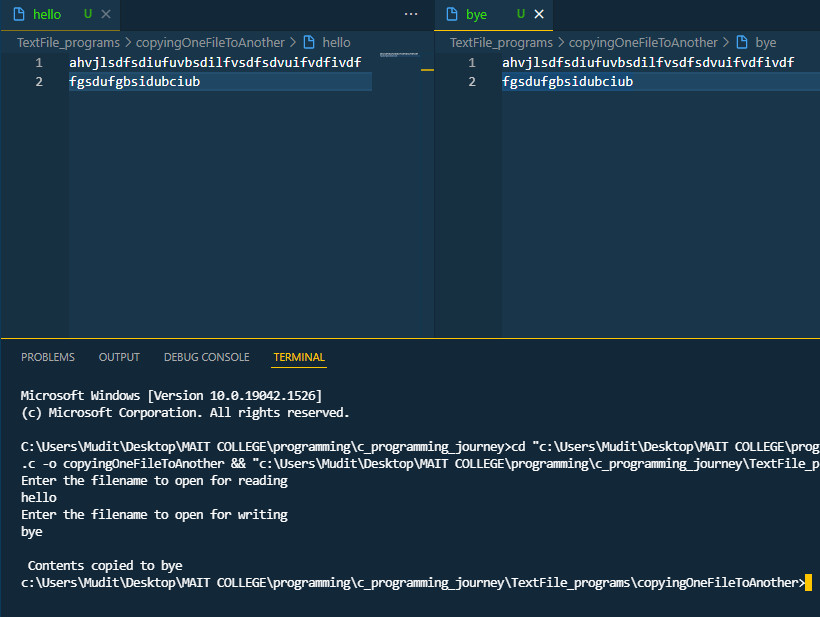 hello U
TextFile_programs > copyingOneFileToAnother > hello
1 ahvjlsdfsdiufuvbsdilfvsdfsdvuifvdfivdf
2 fgsdufgbsidubciub
bye U
TextFile_programs > copyingOneFileToAnother > bye
1 ahvjlsdfsdiufuvbsdilfvsdfsdvuifvdfivdf
2 fgsdufgbsidubciub
PROBLEMS OUTPUT DEBUG CONSOLE TERMINAL
Microsoft Windows [Version 10.0.19042.1526]
(c) Microsoft Corporation. All rights reserved.
C:\Users\Mudit\Desktop\MAIT COLLEGE\programming\c_programming_journey>cd "c:\Users\Mudit\Desktop\MAIT COLLEGE\prog
.c -o copyingOneFileToAnother && "c:\Users\Mudit\Desktop\MAIT COLLEGE\programming\c_programming_journey\TextFile_p
Enter the filename to open for reading
hello
Enter the filename to open for writing
bye
Contents copied to bye
c:\Users\Mudit\Desktop\MAIT COLLEGE\programming\c_programming_journey\TextFile_programs\copyingOneFileToAnother>